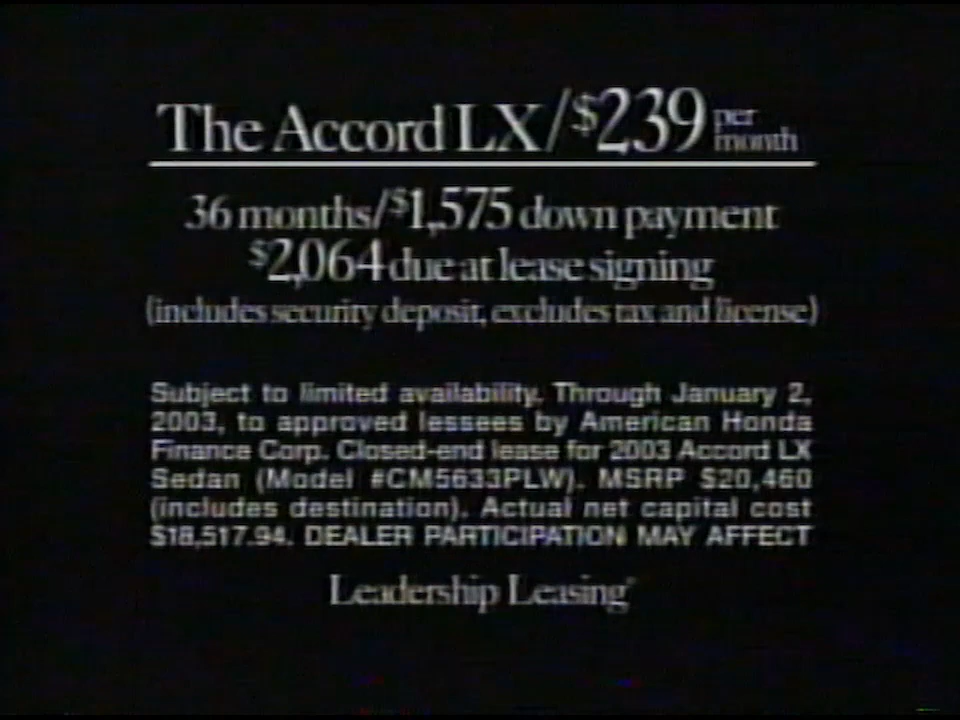 The Accord LX/$239 per month
36 months/$1,575 down payment
$2,064 due at lease signing
(includes security deposit, excludes tax and license)
Subject to limited availability. Through January 2,
2003, to approved lessees by American Honda
Finance Corp. Closed-end lease for 2003 Accord LX
Sedan (Model #CM5633PLW). MSRP $20,460
(includes destination). Actual net capital cost
$18,517.94. DEALER PARTICIPATION MAY AFFECT
Leadership Leasing